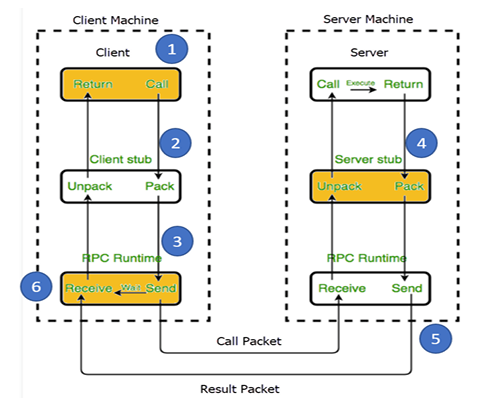 Client Machine
Server Machine
Client
1
Server
Return Call
Call Execute Return
2
4
Client stub
Server stub
Unpack Pack
Unpack Pack
3
RPC Runtime
RPC Runtime
6
Receive Wait Send
Receive Send
5
Call Packet
Result Packet